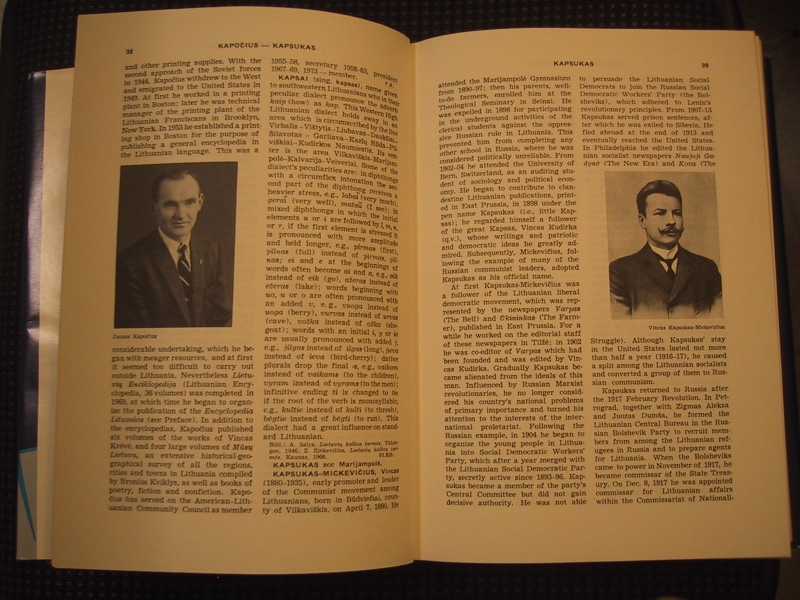 38
KAPOČIUS — KAPSUKAS
and other printing supplies. With the
second approach of the Soviet forces
in 1944, Kapočius withdrew to the West
and emigrated to the United States in
1949. At first he worked in a printing
plant in Boston; later he was technical
manager of the printing plant of the
Lithuanian Franciscans in Brooklyn,
New York. In 1953 he established a print-
ing shop in Boston for the purpose of
publishing a general encyclopedia in
the Lithuanian language. This was a
Juozas Kapočius
considerable undertaking, which he be-
gan with meager resources, and at first
it seemed too difficult to carry out
outside Lithuania. Nevertheless Lietu-
vių Enciklopedija (Lithuanian Ency-
clopedia, 36 volumes) was completed in
1969, at which time he began to organ-
ize the publication of the Encyclopedia
Lituanica (see Preface). In addition to
the encyclopedias, Kapočius published
six volumes of the works of Vincas
Krėvė, and four large volumes of Mūsų
Lietuva, an extensive historical-geo-
graphical survey of all the regions,
cities and towns in Lithuania compiled
by Bronius Kviklys, as well as books of
poetry, fiction and nonfiction. Kapo-
čius has served on the American-Lith-
uanian Community Council as member
1955-58, secretary 1958-63, president
1967-69, 1973 — member.
KAPSAI (sing. kapsas), name given
to southwestern Lithuanians who in their
peculiar dialect pronounce the adverb
kaip (how) as kap. This Western High
Lithuanian dialect holds sway in an
area which is circumscribed by the line
Virbalis–Vištytis–Liubavas–Punskas–
Šilavotas — Garliava–Kazlų Rūda–Pil-
viškiai–Kudirkos Naumiestis. Its cen-
ter is the area Vilkaviškis–Marijam-
polė–Kalvarija–Veiveriai. Some of the
dialect's peculiarities are: in diphthongs
with a circumflex intonation the sec-
ond part of the diphthong receives a
heavier stress, e.g., labaĩ (very much),
geraĩ (very well), mataũ (I see); in
mixed diphthongs in which the initial
elements u or i are followed by l, m, n,
or r, if the first element is stressed it
is pronounced with more amplitude
and held longer, e.g., pìrmas (first),
pìlnas (full) instead of pirmas, pil-
nas; ei and e at the beginnings of
words often become ai and a, e.g., aik
instead of eik (go), ažeras instead of
ežeras (lake); words beginning with
uo, u or o are often pronounced with
an added v, e.g., vuoga instead of
uoga (berry), vurvas instead of urvas
(cave), voška instead of oška (she-
goat); words with an initial i, y or ie
are usually pronounced with added j,
e.g., jilgas instead of ilgas (long), jieva
instead of ieva (bird-cherry); dative
plurals drop the final -s, e.g., vaikam
instead of vaikams (to the children),
vyram instead of vyrams (to the men);
infinitive ending ti is changed to tie
if the root of the verb is monosyllable,
e.g., kultie instead of kulti (to thresh),
bėgtie instead of bėgti (to run). This
dialect had a great influence on stand-
ard Lithuanian.
Bibl.: A. Salys, Lietuvių kalbos tarmės, Tübin-
gen, 1946; Z. Zinkevičius, Lietuvių kalbos tar-
mės, Kaunas, 1968.
KAPSUKAS see Marijampolė.
KAPSUKAS–MICKEVIČIUS, Vincas
(1880–1935), early promoter and leader
of the Communist movement among
Lithuanians, born in Būdviečiai, coun-
ty of Vilkaviškis, on April 7, 1880. He
KAPSUKAS
39
attended the Marijampolė Gymnasium
from 1890–97; then his parents, well-
to-do farmers, enrolled him at the
Theological Seminary in Seinai. He
was expelled in 1898 for participating
in the underground activities of the
clerical students against the oppres-
sive Russian rule in Lithuania. This
prevented him from completing any
other school in Russia, where he was
considered politically unreliable. From
1902–04 he attended the University of
Bern, Switzerland, as an auditing stu-
dent of sociology and political econ-
omy. He began to contribute to clan-
destine Lithuanian publications, print-
ed in East Prussia, in 1898 under the
pen name Kapsukas (i.e., little Kap-
sas); he regarded himself a follower
of the great Kapsas, Vincas Kudirka
(q.v.), whose writings and patriotic
and democratic ideas he greatly ad-
mired. Subsequently, Mickevičius, fol-
lowing the example of many of the
Russian communist leaders, adopted
Kapsukas as his official name.
At first Kapsukas-Mickevičius was
a follower of the Lithuanian liberal
democratic movement, which was rep-
resented by the newspapers Varpas
(The Bell) and Ūkininkas (The Farm-
er), published in East Prussia. For a
while he worked on the editorial staff
of these newspapers in Tilžė; in 1902
he was co-editor of Varpas which had
been founded and was edited by Vin-
cas Kudirka. Gradually Kapsukas be-
came alienated from the ideals of this
man. Influenced by Russian Marxist
revolutionaries, he no longer consid-
ered his country's national problems
of primary importance and turned his
attention to the interests of the inter-
national proletariat. Following the
Russian example, in 1904 he began to
organize the young people in Lithua-
nia into Social Democratic Workers'
Party, which after a year merged with
the Lithuanian Social Democratic Par-
ty, secretly active since 1893–96. Kap-
sukas became a member of the party's
Central Committee but did not gain
decisive authority. He was not able
to persuade the Lithuanian Social
Democrats to join the Russian Social
Democratic Workers' Party (the Bol-
sheviks), which adhered to Lenin's
revolutionary principles. From 1907–13
Kapsukas served prison sentences, af-
ter which he was exiled to Siberia. He
fled abroad at the end of 1913 and
eventually reached the United States.
In Philadelphia he edited the Lithua-
nian socialist newspapers Naujoji Ga-
dynė (The New Era) and Kova (The
Vincas Kapsukas-Mickevičius
Struggle). Although Kapsukas' stay
in the United States lasted not more
than half a year (1916–17), he caused
a split among the Lithuanian socialists
and converted a group of them to Rus-
sian communism.
Kapsukas returned to Russia after
the 1917 February Revolution. In Pet-
rograd, together with Zigmas Aleksa
and Juozas Dumša, he formed the
Lithuanian Central Bureau in the Rus-
sian Bolshevik Party to recruit mem-
bers from among the Lithuanian ref-
ugees in Russia and to prepare agents
for Lithuania. When the Bolsheviks
came to power in November of 1917, he
became commissar of the State Treas-
ury. On Dec. 8, 1917 he was appointed
commissar for Lithuanian affairs
within the Commissariat of Nationali-